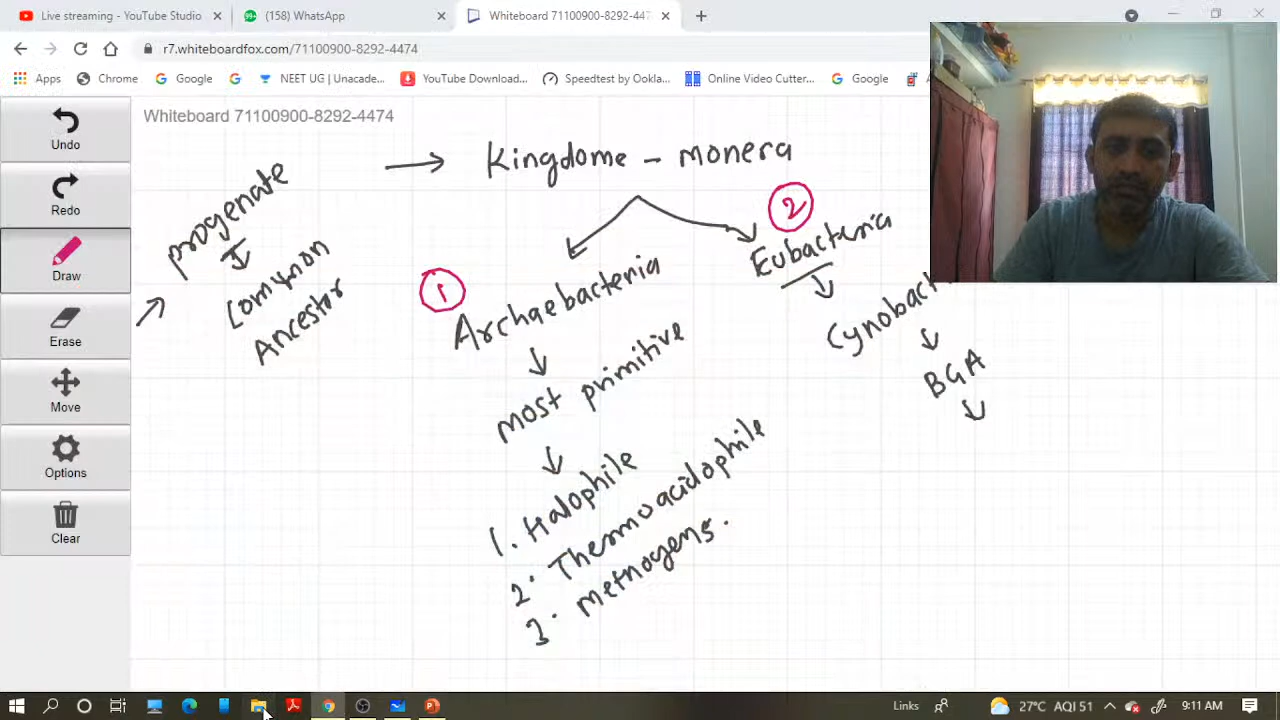 Live streaming - YouTube Studio
(158) WhatsApp
Whiteboard 71100900-8292-447
r7.whiteboardfox.com/71100900-8292-4474
Apps Chrome Google NEET UG | Unacade... YouTube Download... Speedtest by Ookla... Online Video Cutter... Google
Whiteboard 71100900-8292-4474
Undo
Redo
Draw
Erase
Move
Options
Clear
→ Kingdome - monera
progenate
↓
Common
Ancestor
1
Archaebacteria
↓
most primitive
↓
1. Halophile
2. Thermoacidophile
3. Metnogens.
2
Eubacteria
↓
Cynobact
↓
BGA
↓
Links
27°C AQI 51
9:11 AM